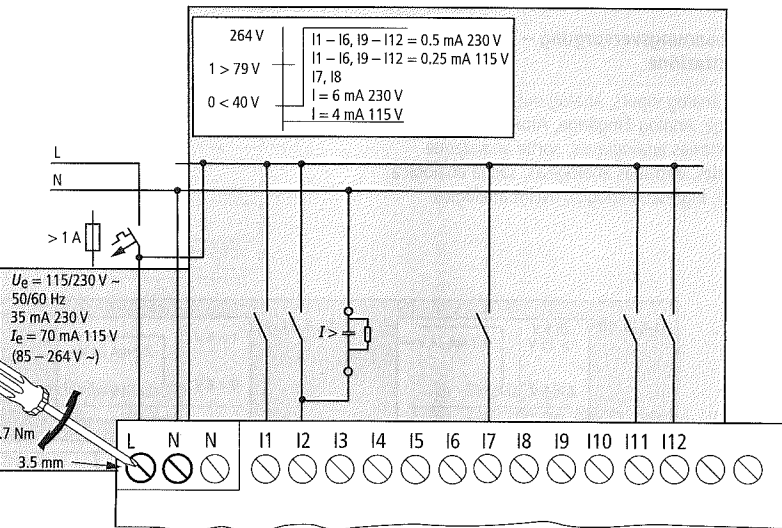 264 V
1 > 79 V
0 < 40 V
I1 – I6, I9 – I12 = 0.5 mA 230 V
I1 – I6, I9 – I12 = 0.25 mA 115 V
I7, I8
I = 6 mA 230 V
I = 4 mA 115 V
L
N
> 1 A
Ue = 115/230 V ~
50/60 Hz
35 mA 230 V
Ie = 70 mA 115 V
(85 – 264 V ~)
I >
.7 Nm
3.5 mm
L N N I1 I2 I3 I4 I5 I6 I7 I8 I9 I10 I11 I12